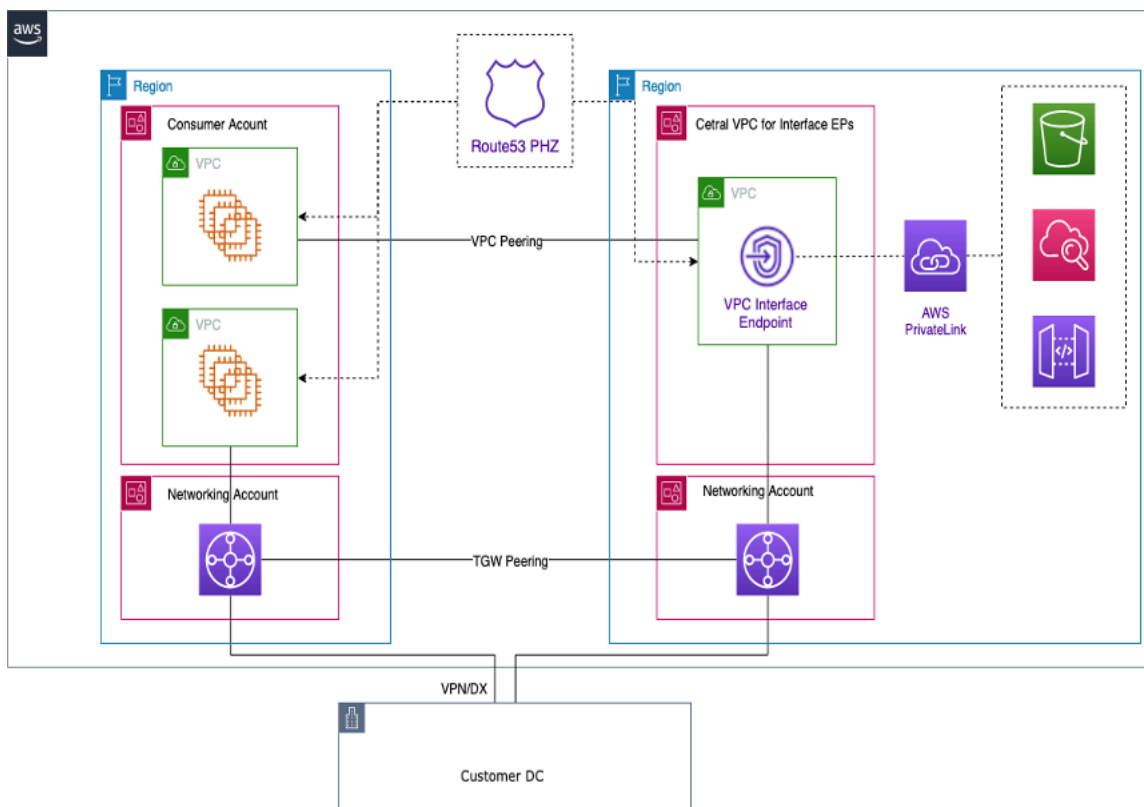 aws
Region
Consumer Acount
VPC
VPC
Networking Account
Route53 PHZ
VPC Peering
TGW Peering
Region
Cetral VPC for Interface EPs
VPC
VPC Interface
Endpoint
AWS
PrivateLink
</>
Networking Account
VPN/DX
Customer DC